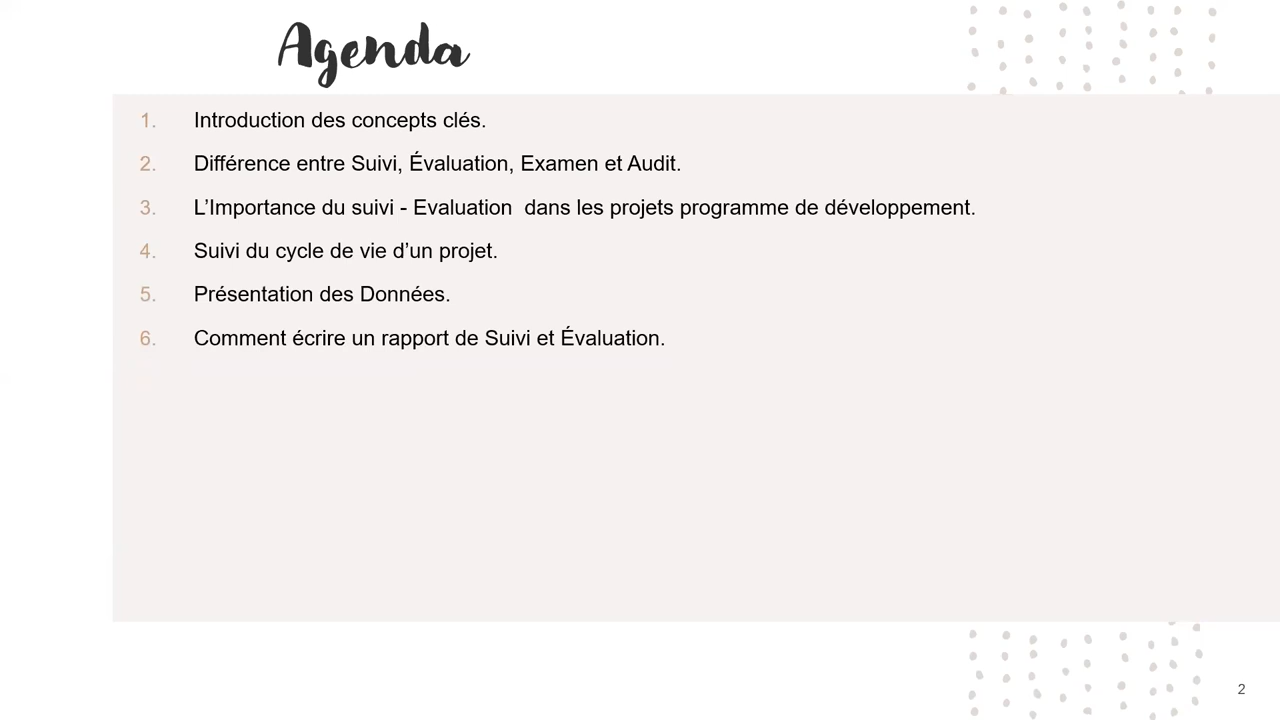 Agenda
1. Introduction des concepts clés.
2. Différence entre Suivi, Évaluation, Examen et Audit.
3. L’Importance du suivi - Evaluation  dans les projets programme de développement.
4. Suivi du cycle de vie d’un projet.
5. Présentation des Données.
6. Comment écrire un rapport de Suivi et Évaluation.
2